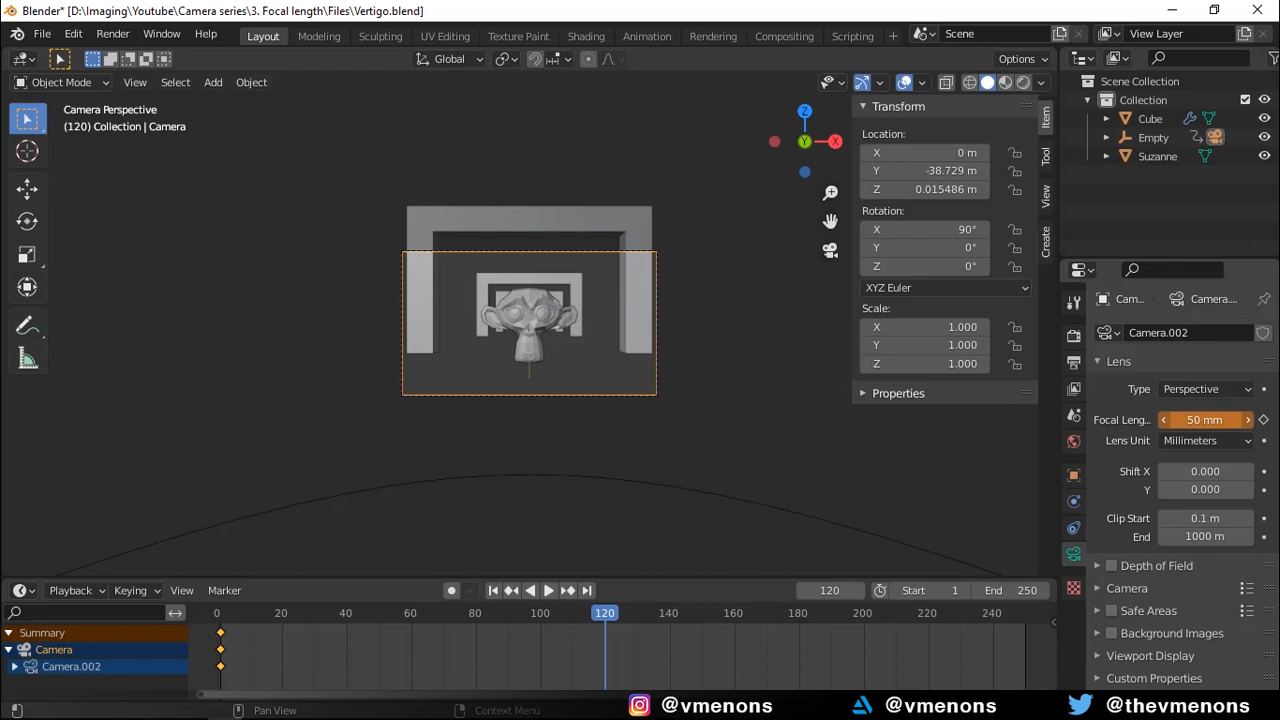 Blender* [D:\Imaging\Youtube\Camera series\3. Focal length\Files\Vertigo.blend]
File Edit Render Window Help Layout Modeling Sculpting UV Editing Texture Paint Shading Animation Rendering Compositing Scripting + Scene View Layer
Global Options
Object Mode View Select Add Object
Camera Perspective
(120) Collection | Camera
Z
X
Y
Transform
Location:
X 0 m
Y -38.729 m
Z 0.015486 m
Rotation:
X 90°
Y 0°
Z 0°
XYZ Euler
Scale:
X 1.000
Y 1.000
Z 1.000
Properties
Item
Tool
View
Create
Scene Collection
Collection
Cube
Empty
Suzanne
Cam... Camera....
Camera.002
Lens
Type Perspective
Focal Leng... 50 mm
Lens Unit Millimeters
Shift X 0.000
Y 0.000
Clip Start 0.1 m
End 1000 m
Depth of Field
Camera
Safe Areas
Background Images
Viewport Display
Custom Properties
Playback Keying View Marker 120 Start 1 End 250
0 20 40 60 80 100 120 140 160 180 200 220 240
Summary
Camera
Camera.002
Pan View Context Menu
@vmenons @vmenons @thevmenons